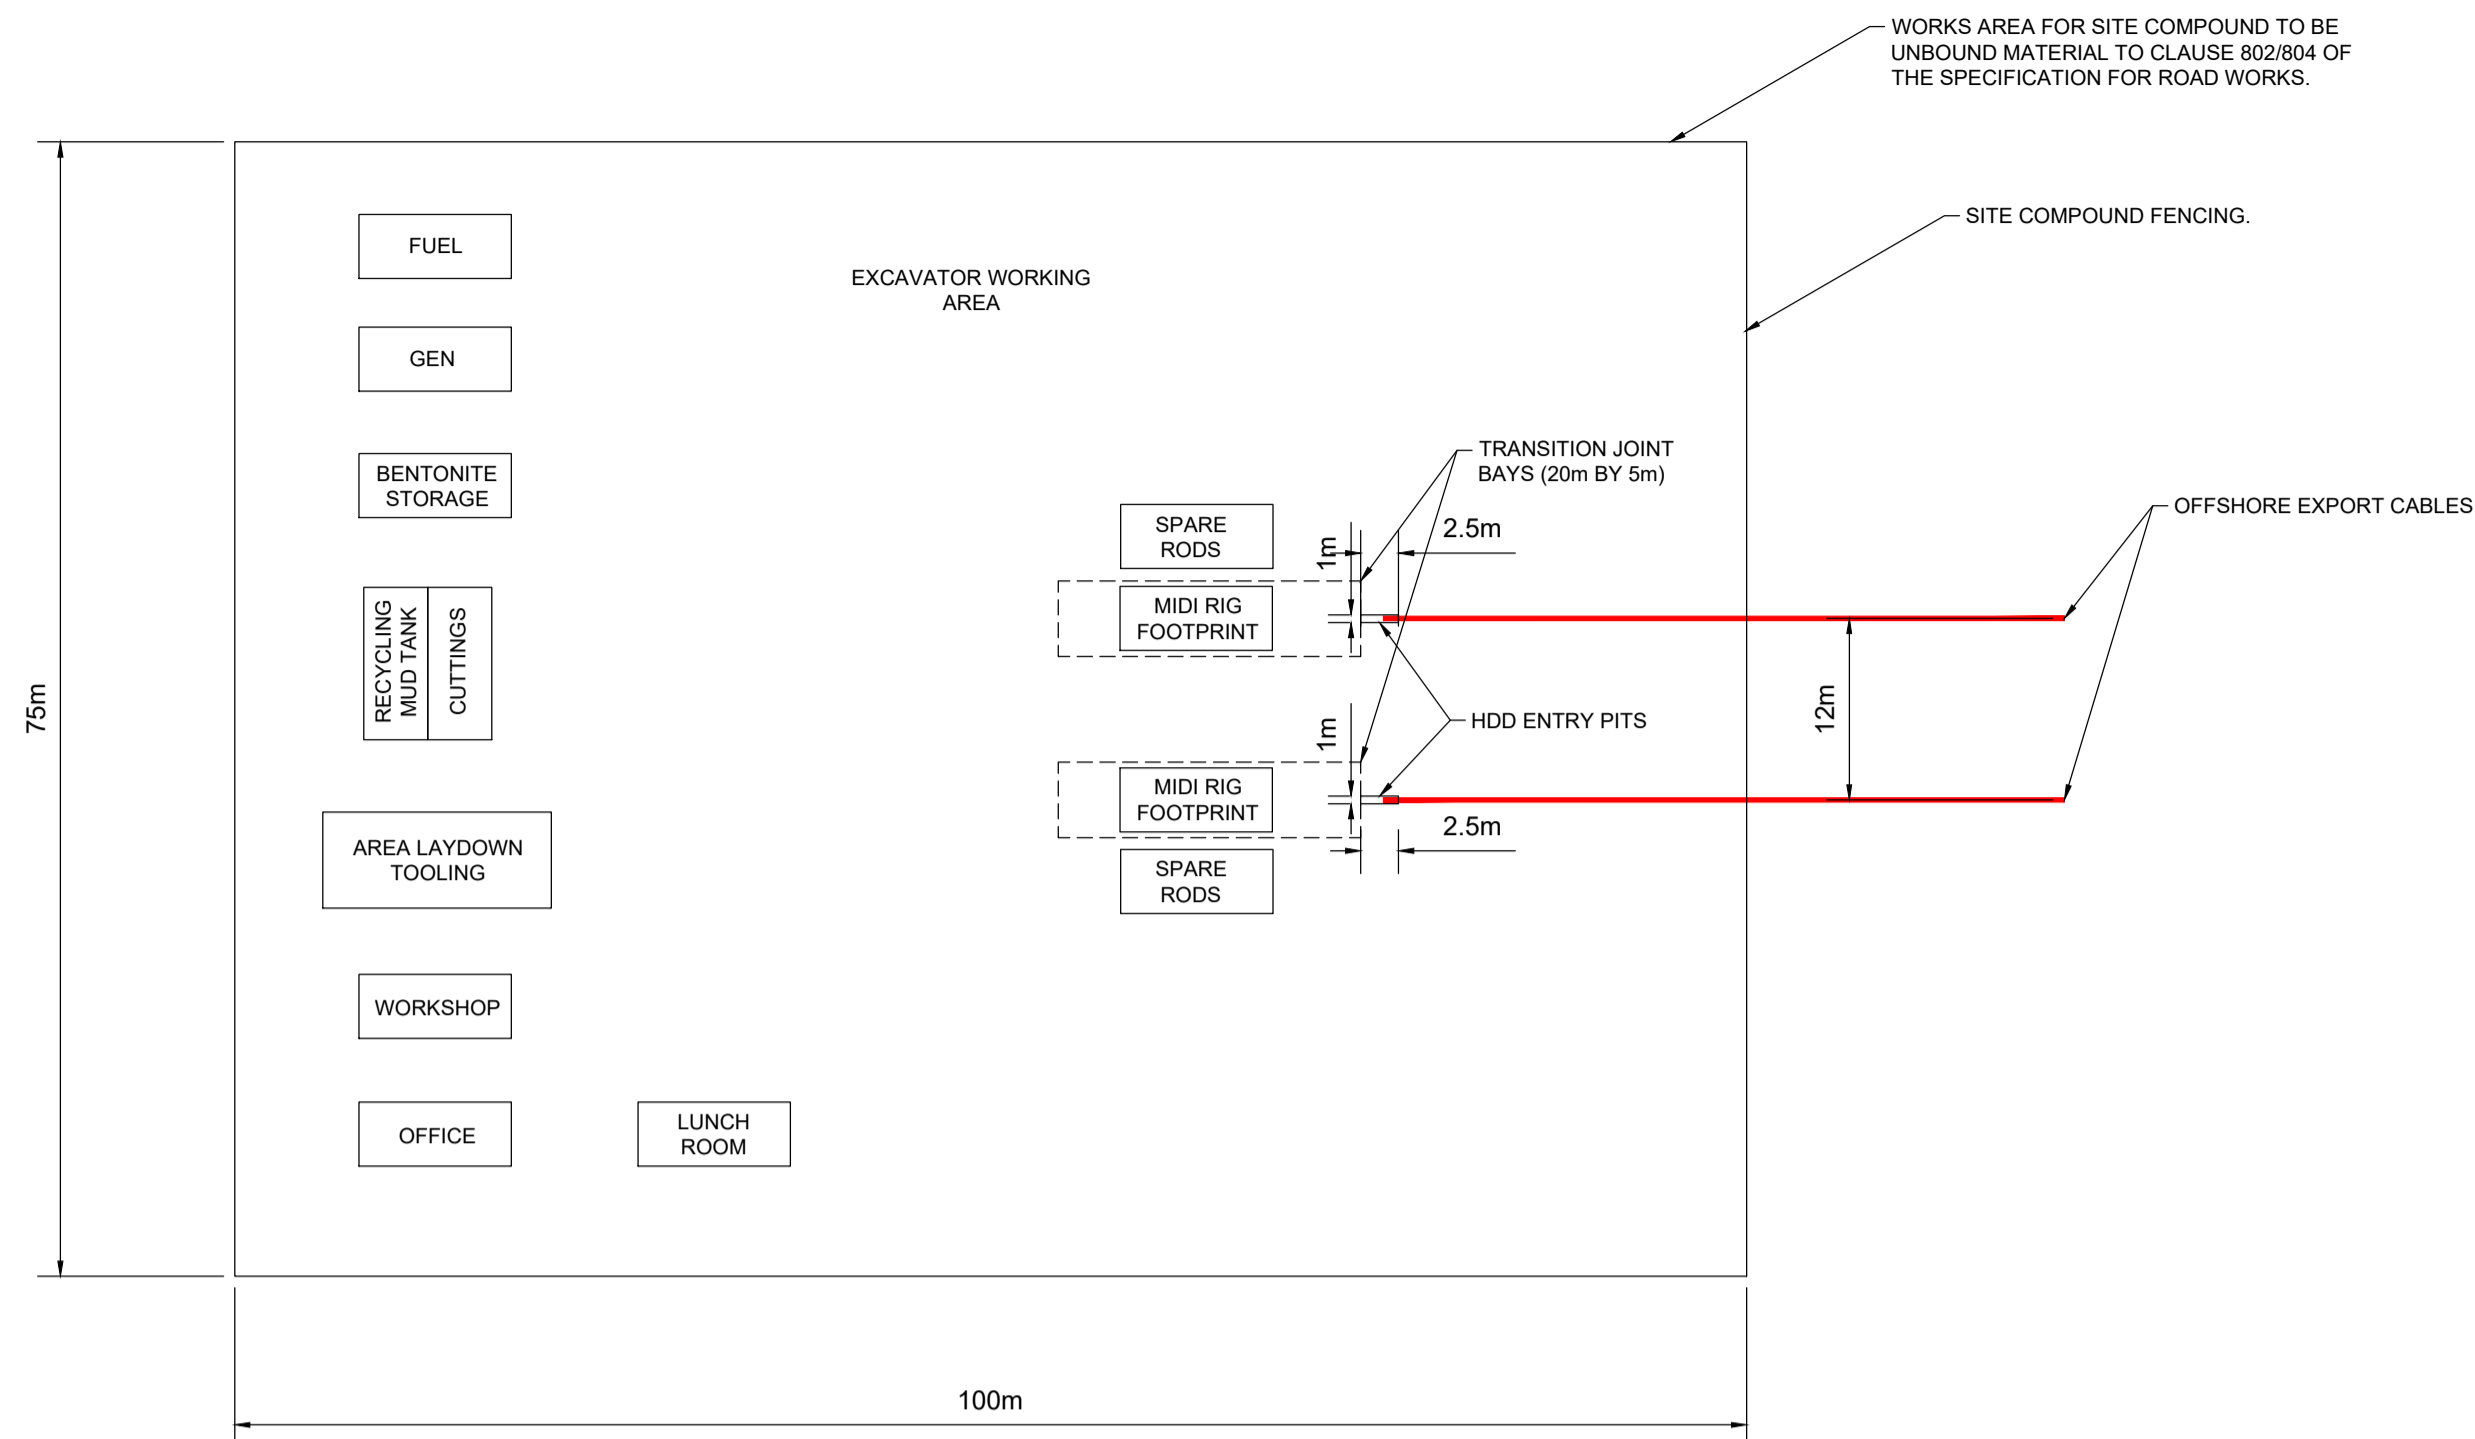 WORKS AREA FOR SITE COMPOUND TO BE
UNBOUND MATERIAL TO CLAUSE 802/804 OF
THE SPECIFICATION FOR ROAD WORKS.
SITE COMPOUND FENCING.
FUEL
EXCAVATOR WORKING
AREA
GEN
TRANSITION JOINT
BAYS (20m BY 5m)
BENTONITE
STORAGE
OFFSHORE EXPORT CABLES
SPARE
RODS
1m
2.5m
MIDI RIG
FOOTPRINT
RECYCLING
MUD TANK
CUTTINGS
75m
12m
HDD ENTRY PITS
1m
MIDI RIG
FOOTPRINT
2.5m
AREA LAYDOWN
TOOLING
SPARE
RODS
WORKSHOP
OFFICE
LUNCH
ROOM
100m